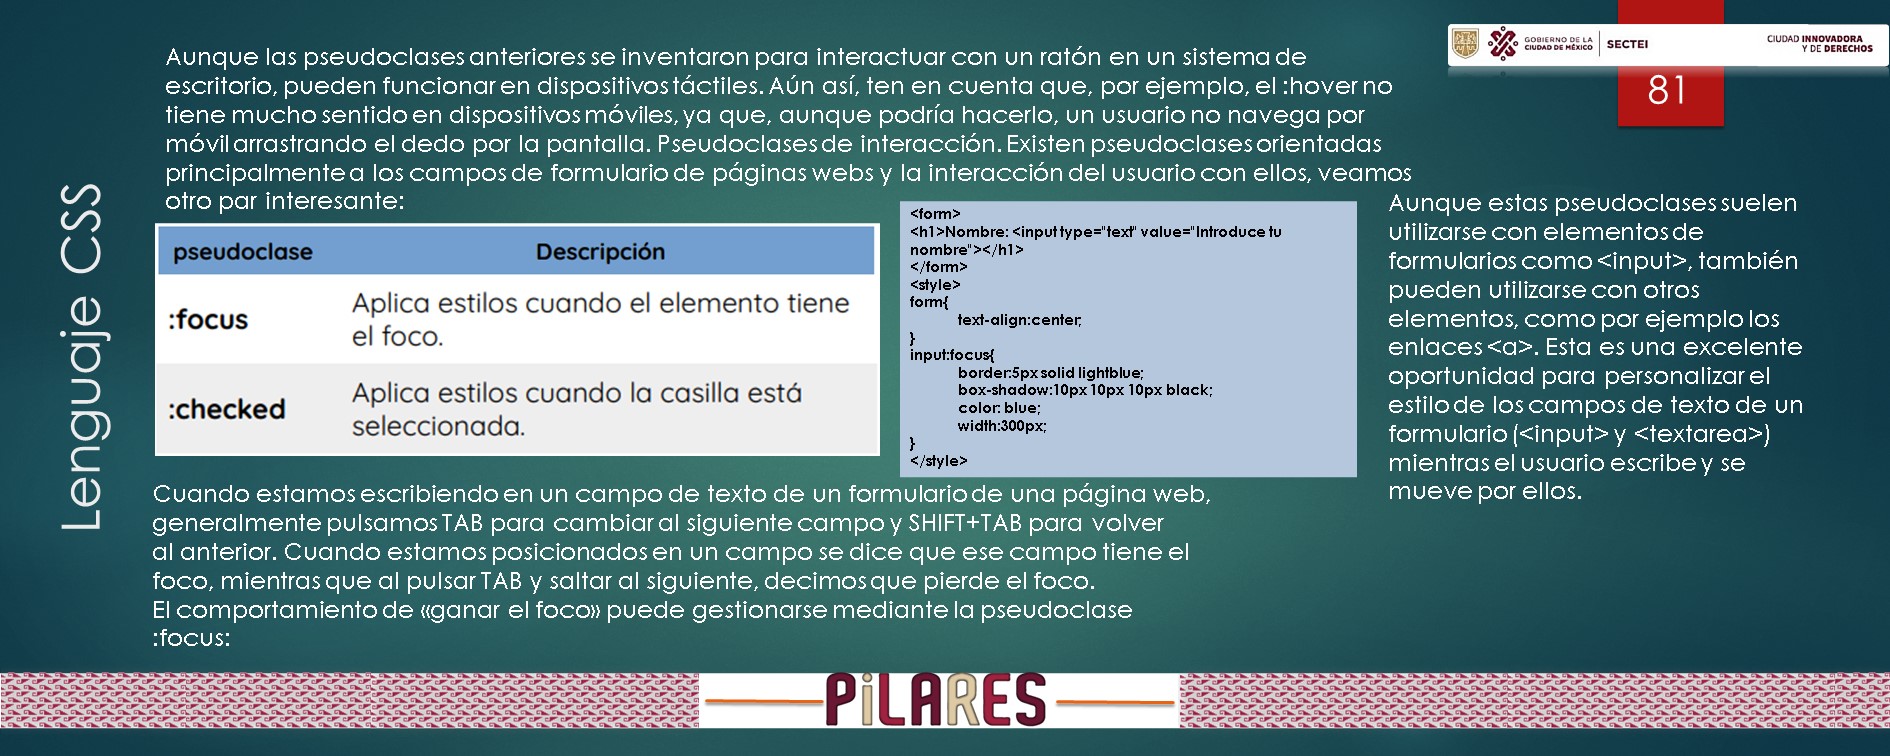 GOBIERNO DE LA
CIUDAD DE MÉXICO
SECTEI
CIUDAD INNOVADORA
Y DE DERECHOS
81
Lenguaje CSS
Aunque las pseudoclases anteriores se inventaron para interactuar con un ratón en un sistema de
escritorio, pueden funcionar en dispositivos táctiles. Aún así, ten en cuenta que, por ejemplo, el :hover no
tiene mucho sentido en dispositivos móviles, ya que, aunque podría hacerlo, un usuario no navega por
móvil arrastrando el dedo por la pantalla. Pseudoclases de interacción. Existen pseudoclases orientadas
principalmente a los campos de formulario de páginas webs y la interacción del usuario con ellos, veamos
otro par interesante:
pseudoclase Descripción
:focus Aplica estilos cuando el elemento tiene
el foco.
:checked Aplica estilos cuando la casilla está
seleccionada.
<form>
<h1>Nombre: <input type="text" value="Introduce tu
nombre"></h1>
</form>
<style>
form{
text-align:center;
}
input:focus{
border:5px solid lightblue;
box-shadow:10px 10px 10px black;
color: blue;
width:300px;
}
</style>
Aunque estas pseudoclases suelen
utilizarse con elementos de
formularios como <input>, también
pueden utilizarse con otros
elementos, como por ejemplo los
enlaces <a>. Esta es una excelente
oportunidad para personalizar el
estilo de los campos de texto de un
formulario (<input> y <textarea>)
mientras el usuario escribe y se
mueve por ellos.
Cuando estamos escribiendo en un campo de texto de un formulario de una página web,
generalmente pulsamos TAB para cambiar al siguiente campo y SHIFT+TAB para volver
al anterior. Cuando estamos posicionados en un campo se dice que ese campo tiene el
foco, mientras que al pulsar TAB y saltar al siguiente, decimos que pierde el foco.
El comportamiento de «ganar el foco» puede gestionarse mediante la pseudoclase
:focus:
PiLARES